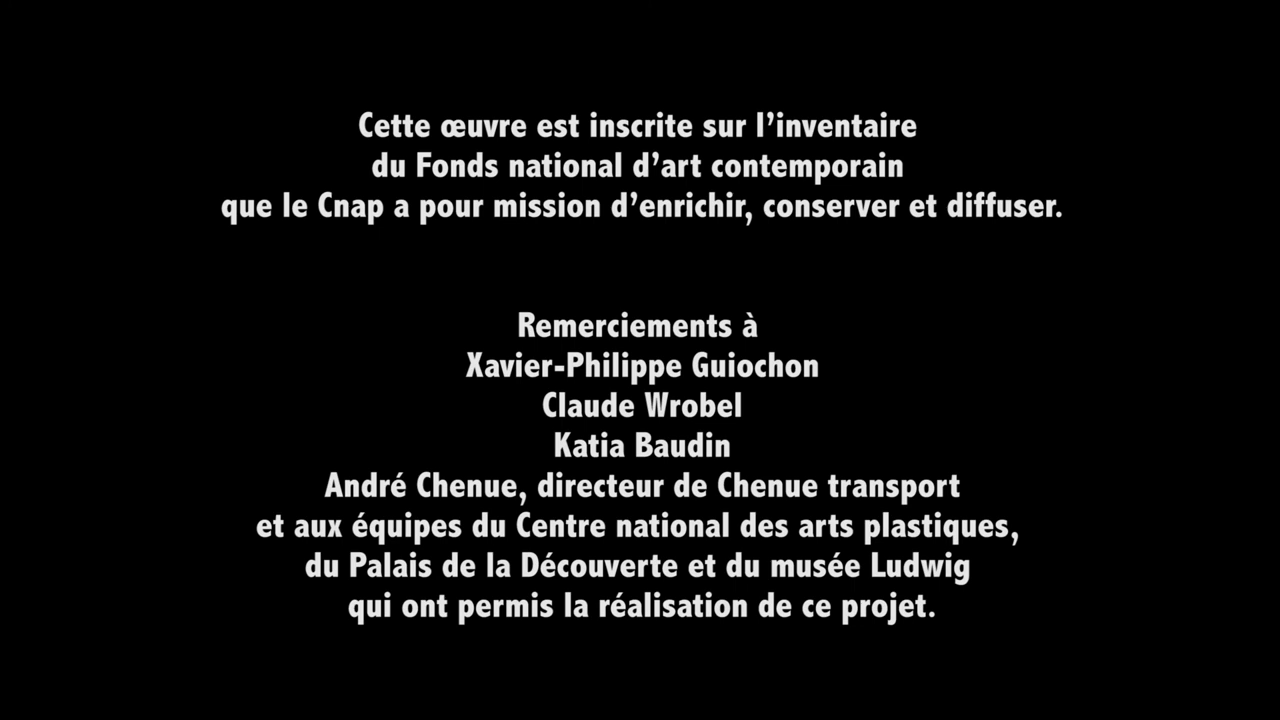 Cette œuvre est inscrite sur l’inventaire
du Fonds national d’art contemporain
que le Cnap a pour mission d’enrichir, conserver et diffuser.
Remerciements à
Xavier-Philippe Guiochon
Claude Wrobel
Katia Baudin
André Chenue, directeur de Chenue transport
et aux équipes du Centre national des arts plastiques,
du Palais de la Découverte et du musée Ludwig
qui ont permis la réalisation de ce projet.